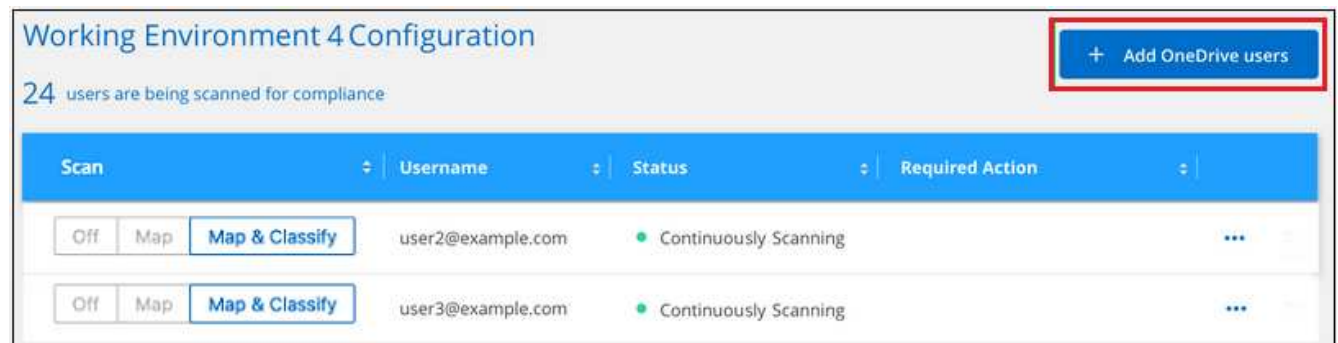 Working Environment 4 Configuration
+ Add OneDrive users
24 users are being scanned for compliance
Scan Username Status Required Action
Off Map Map & Classify user2@example.com Continuously Scanning ...
Off Map Map & Classify user3@example.com Continuously Scanning ...